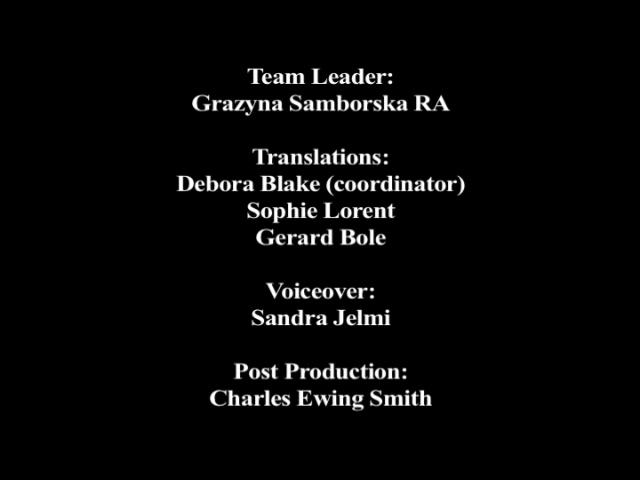 Team Leader:
Grazyna Samborska RA
Translations:
Debora Blake (coordinator)
Sophie Lorent
Gerard Bole
Voiceover:
Sandra Jelmi
Post Production:
Charles Ewing Smith